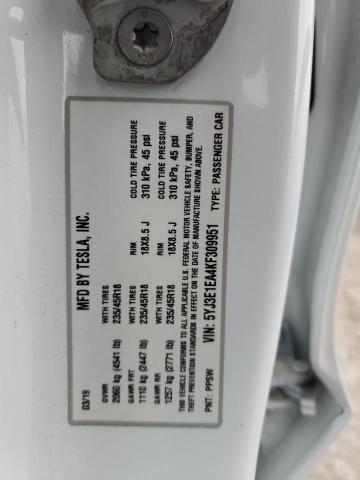 MFD BY TESLA, INC.
03/19
GVWR WITH TIRES RIM COLD TIRE PRESSURE
2060 kg (4541 lb) 235/45R18 18X8.5 J 310 kPa, 45 psi
GAWR FRT WITH TIRES RIM COLD TIRE PRESSURE
1110 kg (2447 lb) 235/45R18 18X8.5 J 310 kPa, 45 psi
GAWR RR WITH TIRES
1257 kg (2771 lb) 235/45R18
THIS VEHICLE CONFORMS TO ALL APPLICABLE U.S. FEDERAL MOTOR VEHICLE SAFETY, BUMPER, AND
THEFT PREVENTION STANDARDS IN EFFECT ON THE DATE OF MANUFACTURE SHOWN ABOVE.
VIN: 5YJ3E1EA4KF309951 TYPE: PASSENGER CAR
PNT: PPSW